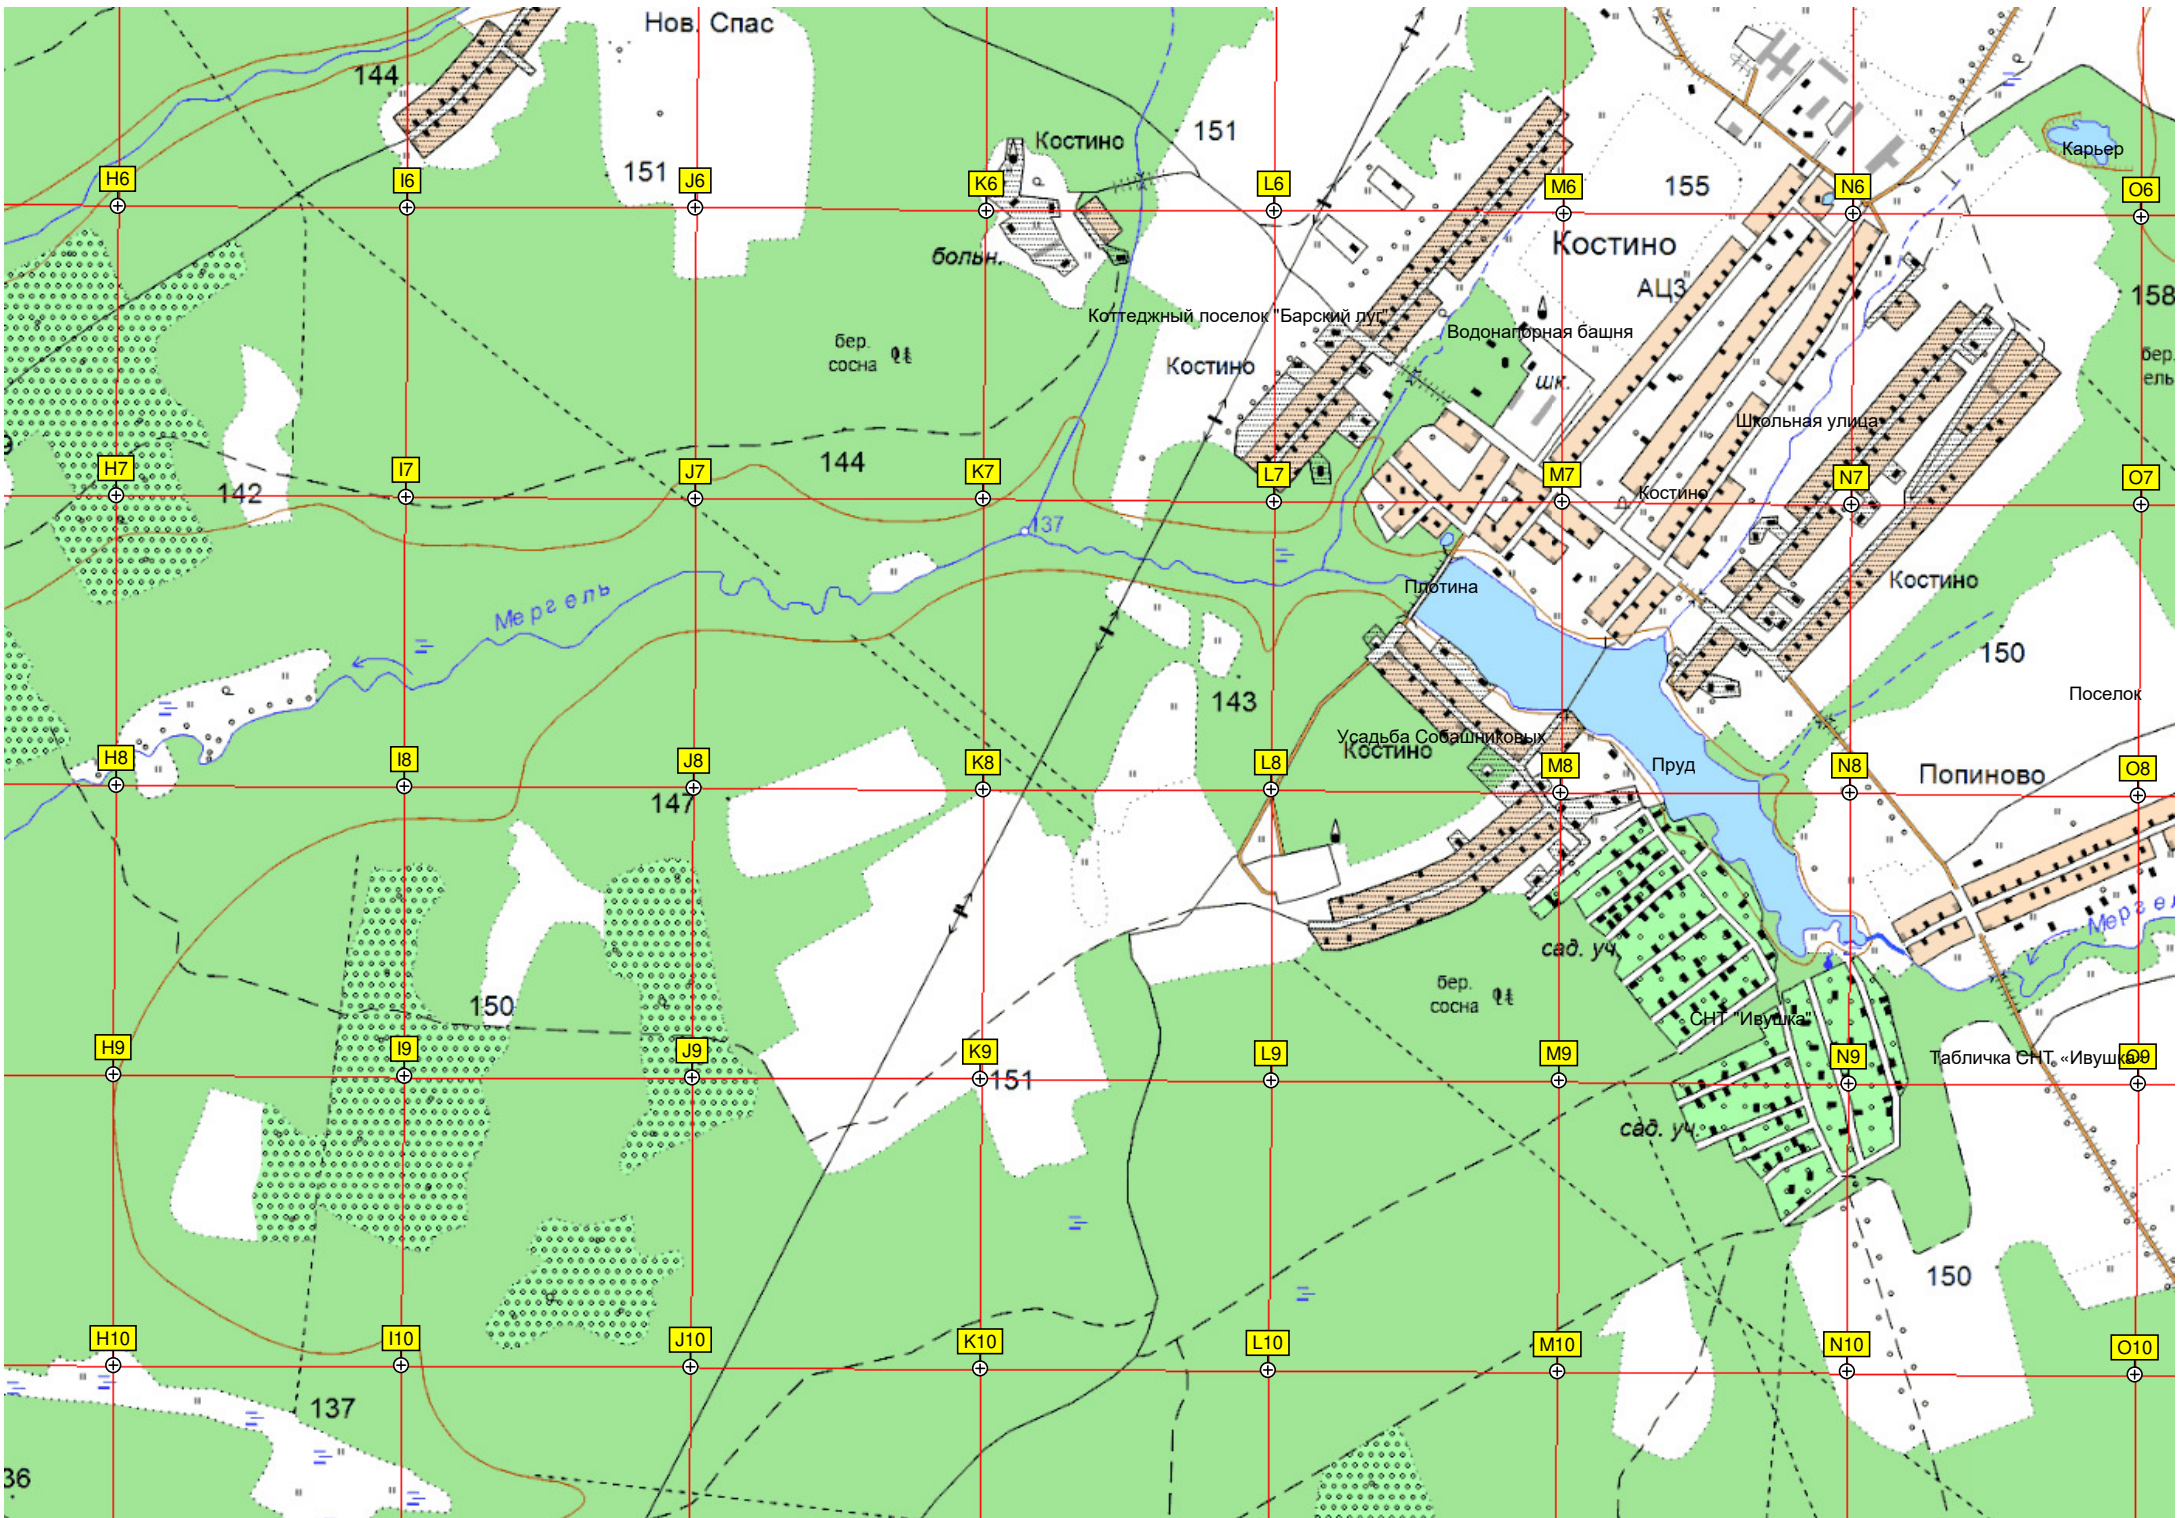 Нов. Спас
144
151
Костино
151
155
Карьер
H6
I6
J6
K6
L6
M6
N6
O6
больн.
Костино
АЦЗ
158
Коттеджный поселок "Барский луг"
Водонапорная башня
бер.
сосна
Костино
шк.
бер.
ель
Школьная улица
144
142
H7
I7
J7
K7
L7
M7
N7
O7
Костино
137
Мергель
Плотина
Костино
150
143
Поселок
Усадьба Собашниковых
Костино
Пруд
Попиново
H8
I8
J8
K8
L8
M8
N8
O8
147
Мергел
сад. уч.
150
бер.
сосна
СНТ "Ивушка"
H9
I9
J9
K9
L9
M9
N9
O9
Табличка СНТ «Ивушка»
151
сад. уч.
150
H10
I10
J10
K10
L10
M10
N10
O10
137
36